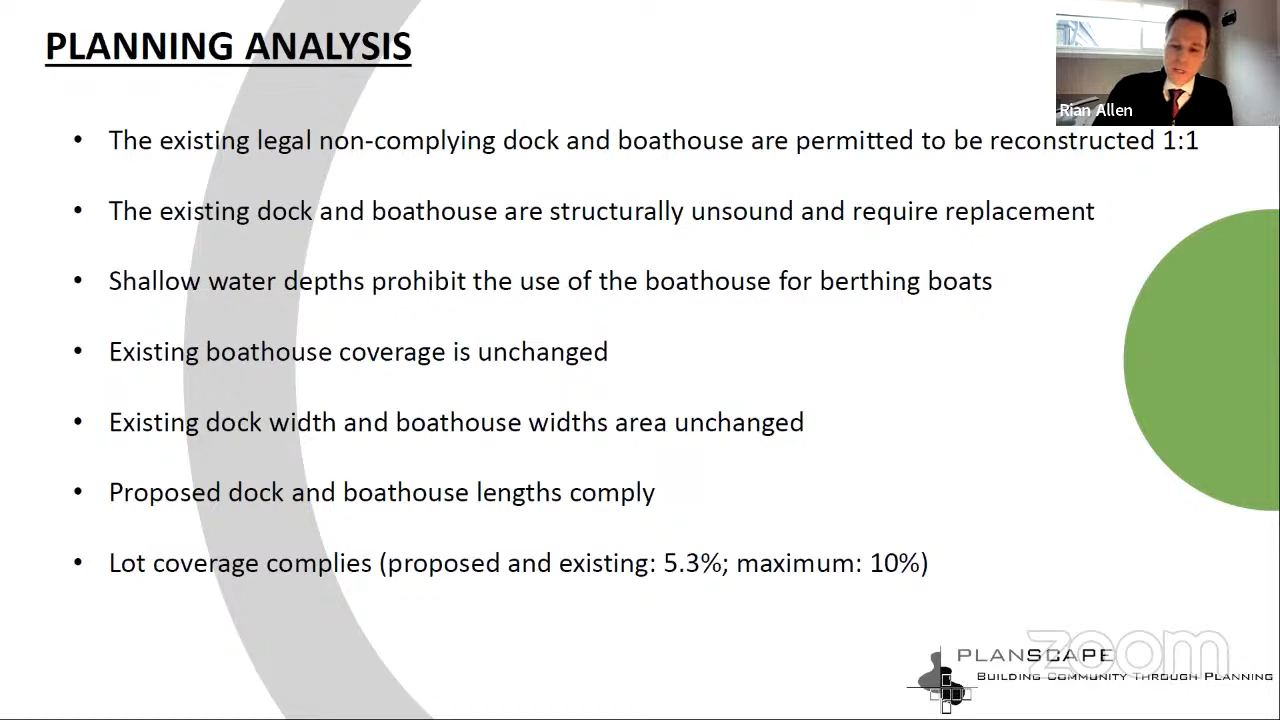 PLANNING ANALYSIS
Rian Allen
• The existing legal non-complying dock and boathouse are permitted to be reconstructed 1:1
• The existing dock and boathouse are structurally unsound and require replacement
• Shallow water depths prohibit the use of the boathouse for berthing boats
• Existing boathouse coverage is unchanged
• Existing dock width and boathouse widths area unchanged
• Proposed dock and boathouse lengths comply
• Lot coverage complies (proposed and existing: 5.3%; maximum: 10%)
zoom
PLANSCAPE
BUILDING COMMUNITY THROUGH PLANNING